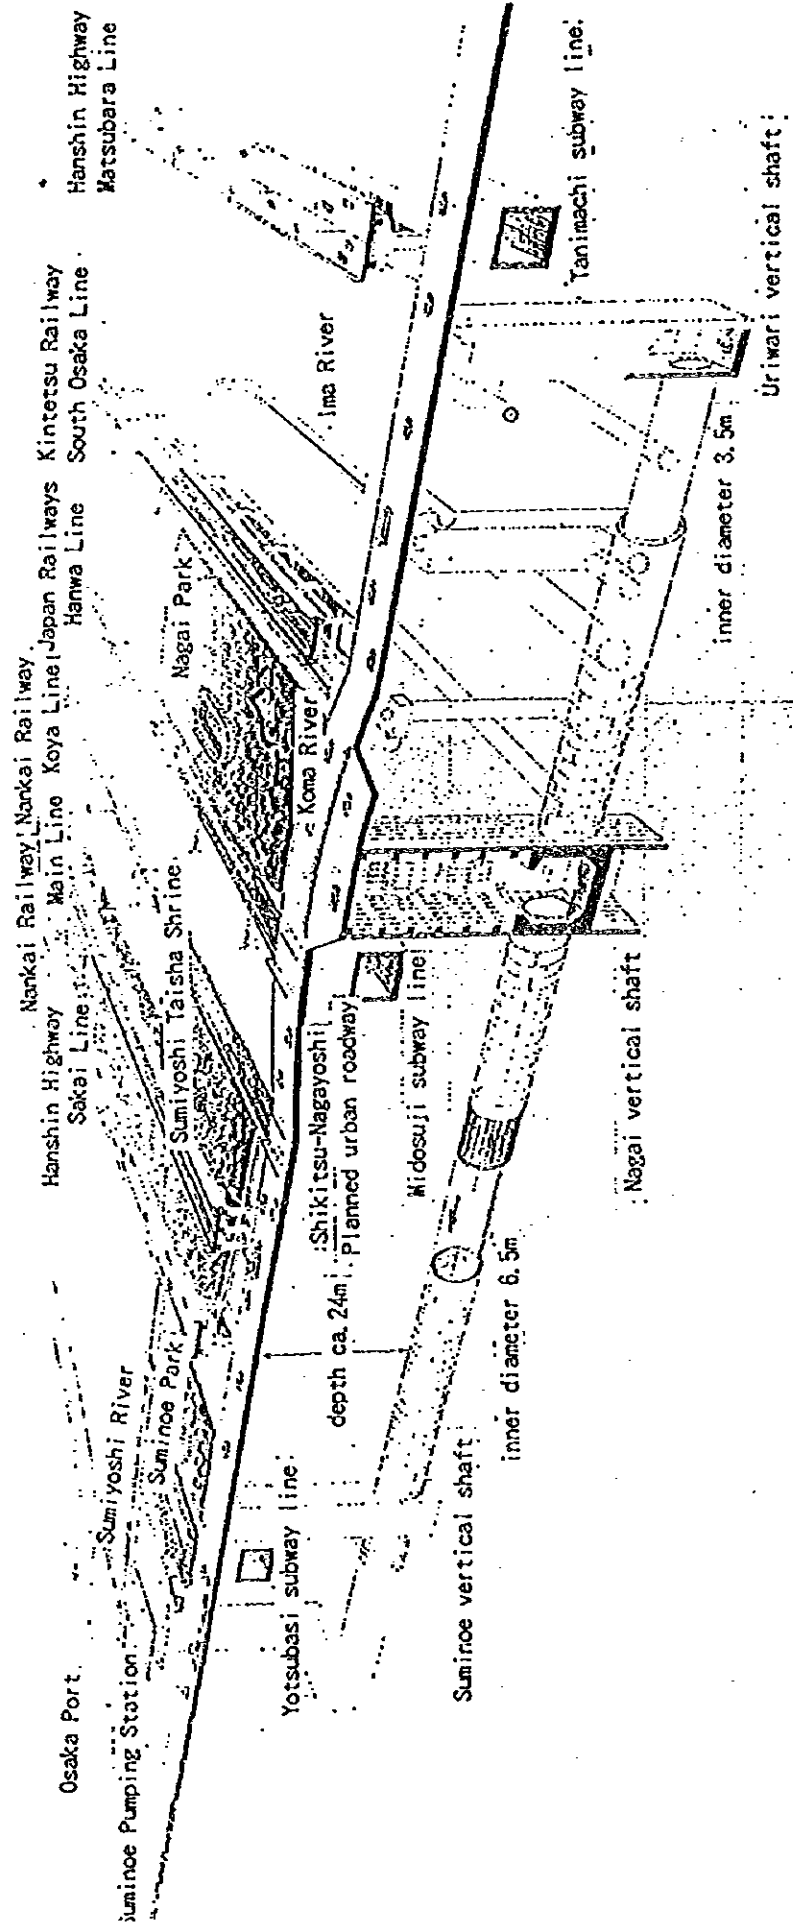 Osaka Port
Suminoe Pumping Station
Sumiyoshi River
Suminoe Park
Hanshin Highway
Sakai Line
Nankai Railway
Main Line
Nankai Railway
Koya Line
Japan Railways
Hanwa Line
Kintetsu Railway
South Osaka Line
Hanshin Highway
Matsubara Line
Sumiyoshi Taisha Shrine
Nagai Park
Koma River
Ima River
Yotsubasi subway line
depth ca. 24m
Shikitsu-Nagayoshi
Planned urban roadway
Midosuji subway line
Tanimachi subway line
Suminoe vertical shaft
inner diameter 6.5m
Nagai vertical shaft
inner diameter 3.5m
Uriwari vertical shaft